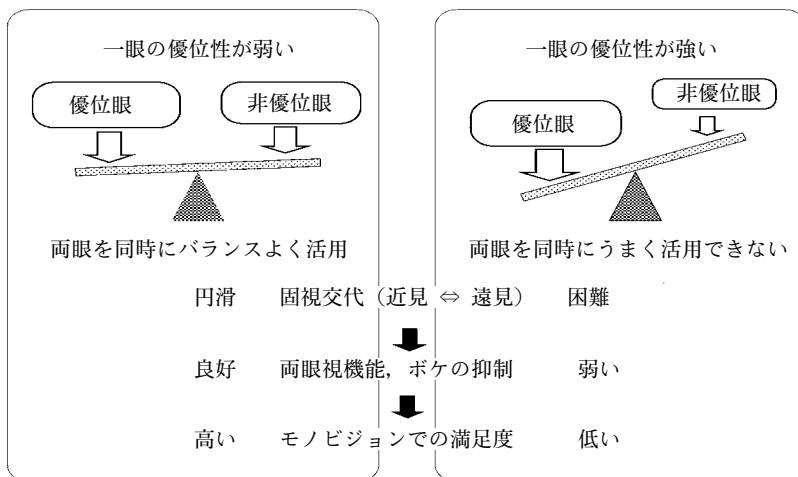 一眼の優位性が弱い
優位眼
非優位眼
両眼を同時にバランスよく活用
一眼の優位性が強い
非優位眼
優位眼
両眼を同時にうまく活用できない
円滑 固視交代（近見 ⇔ 遠見） 困難
良好 両眼視機能，ボケの抑制 弱い
高い モノビジョンでの満足度 低い